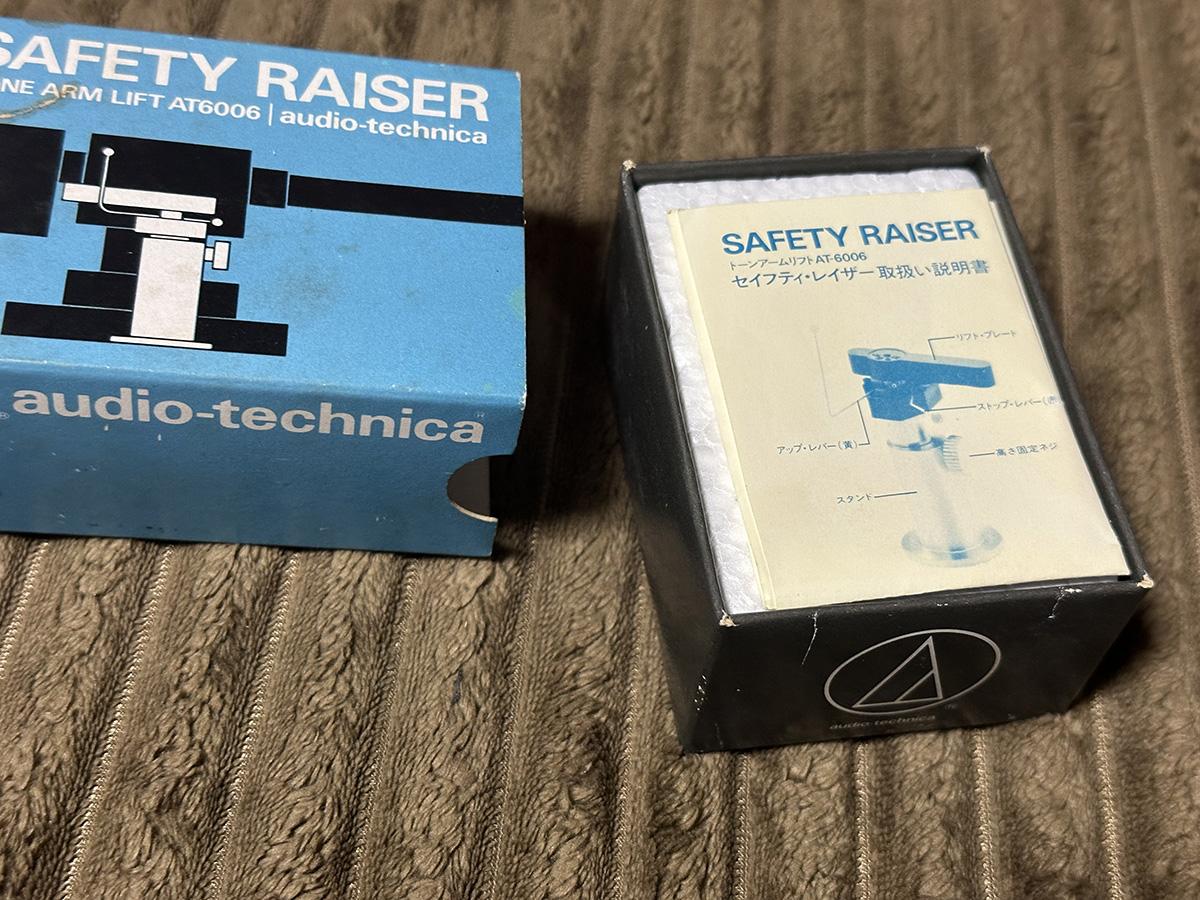 SAFETY RAISER
ONE ARM LIFT AT6006 | audio-technica
audio-technica
SAFETY RAISER
トーンアームリフト AT-6006
セイフティ・レイザー 取扱い説明書
リフト・プレート
ストップ・レバー(赤
アップ・レバー(黄)
高さ固定ネジ
スタンド
audio-technica